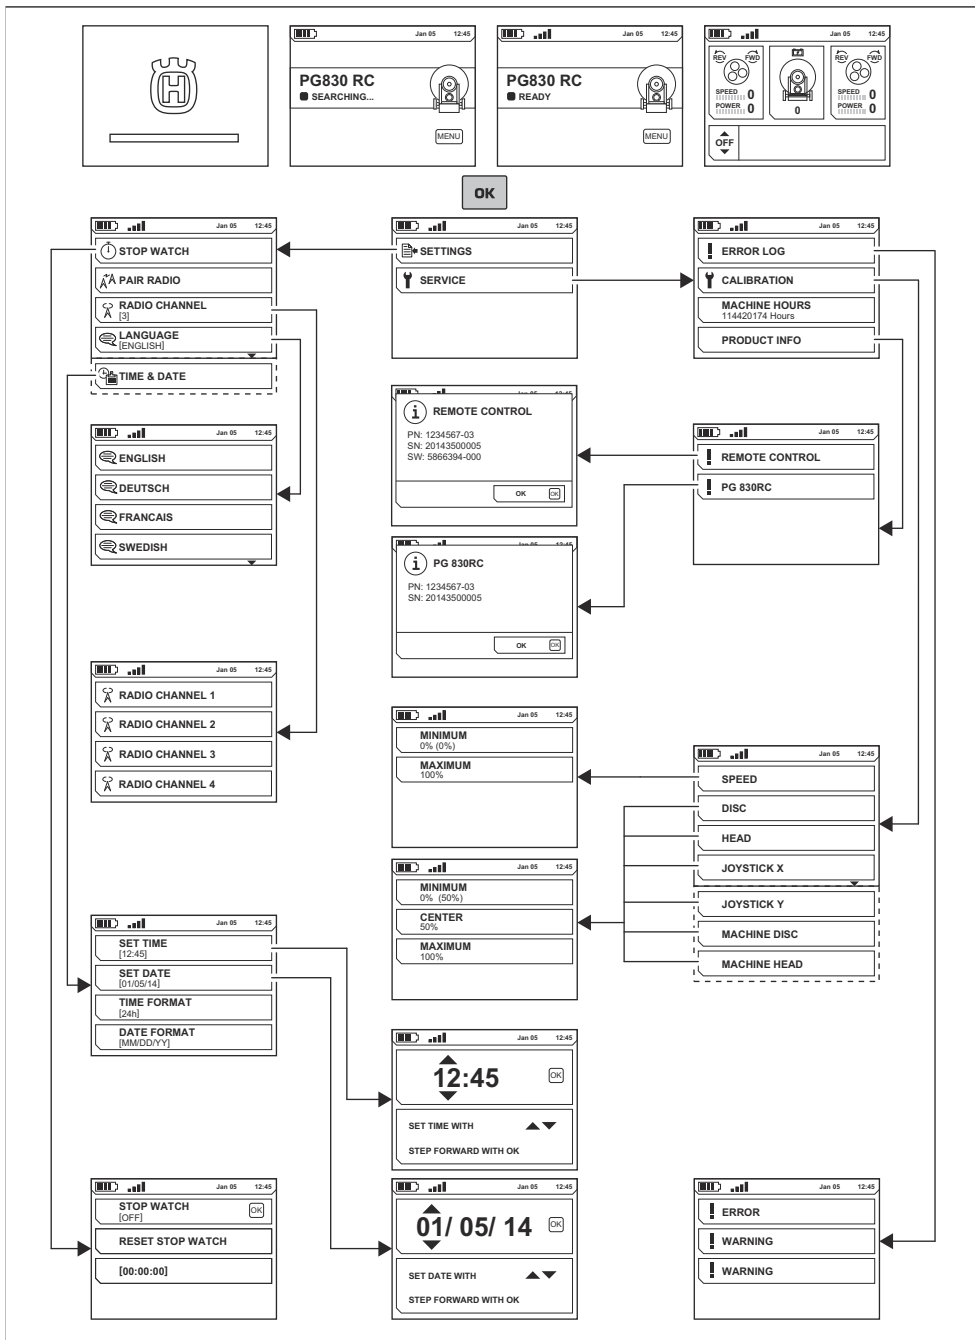 H
Jan 05 12:45
PG830 RC
SEARCHING...
MENU
Jan 05 12:45
PG830 RC
READY
MENU
Jan 05 12:45
REV FWD
SPEED 0
POWER 0
0
REV FWD
SPEED 0
POWER 0
OFF
OK
Jan 05 12:45
STOP WATCH
PAIR RADIO
RADIO CHANNEL
[3]
LANGUAGE
[ENGLISH]
TIME & DATE
Jan 05 12:45
SETTINGS
SERVICE
Jan 05 12:45
! ERROR LOG
CALIBRATION
MACHINE HOURS
114420174 Hours
PRODUCT INFO
Jan 05 12:45
ENGLISH
DEUTSCH
FRANCAIS
SWEDISH
i REMOTE CONTROL
PN: 1234567-03
SN: 20143500005
SW: 5866394-000
OK OK
Jan 05 12:45
! REMOTE CONTROL
! PG 830RC
i PG 830RC
PN: 1234567-03
SN: 20143500005
OK OK
Jan 05 12:45
RADIO CHANNEL 1
RADIO CHANNEL 2
RADIO CHANNEL 3
RADIO CHANNEL 4
Jan 05 12:45
MINIMUM
0% (0%)
MAXIMUM
100%
Jan 05 12:45
SPEED
DISC
HEAD
JOYSTICK X
JOYSTICK Y
MACHINE DISC
MACHINE HEAD
Jan 05 12:45
MINIMUM
0% (50%)
CENTER
50%
MAXIMUM
100%
Jan 05 12:45
SET TIME
[12:45]
SET DATE
[01/05/14]
TIME FORMAT
[24h]
DATE FORMAT
[MM/DD/YY]
Jan 05 12:45
12:45 OK
SET TIME WITH
STEP FORWARD WITH OK
Jan 05 12:45
STOP WATCH
[OFF]
OK
RESET STOP WATCH
[00:00:00]
Jan 05 12:45
01/ 05/ 14 OK
SET DATE WITH
STEP FORWARD WITH OK
Jan 05 12:45
! ERROR
! WARNING
! WARNING